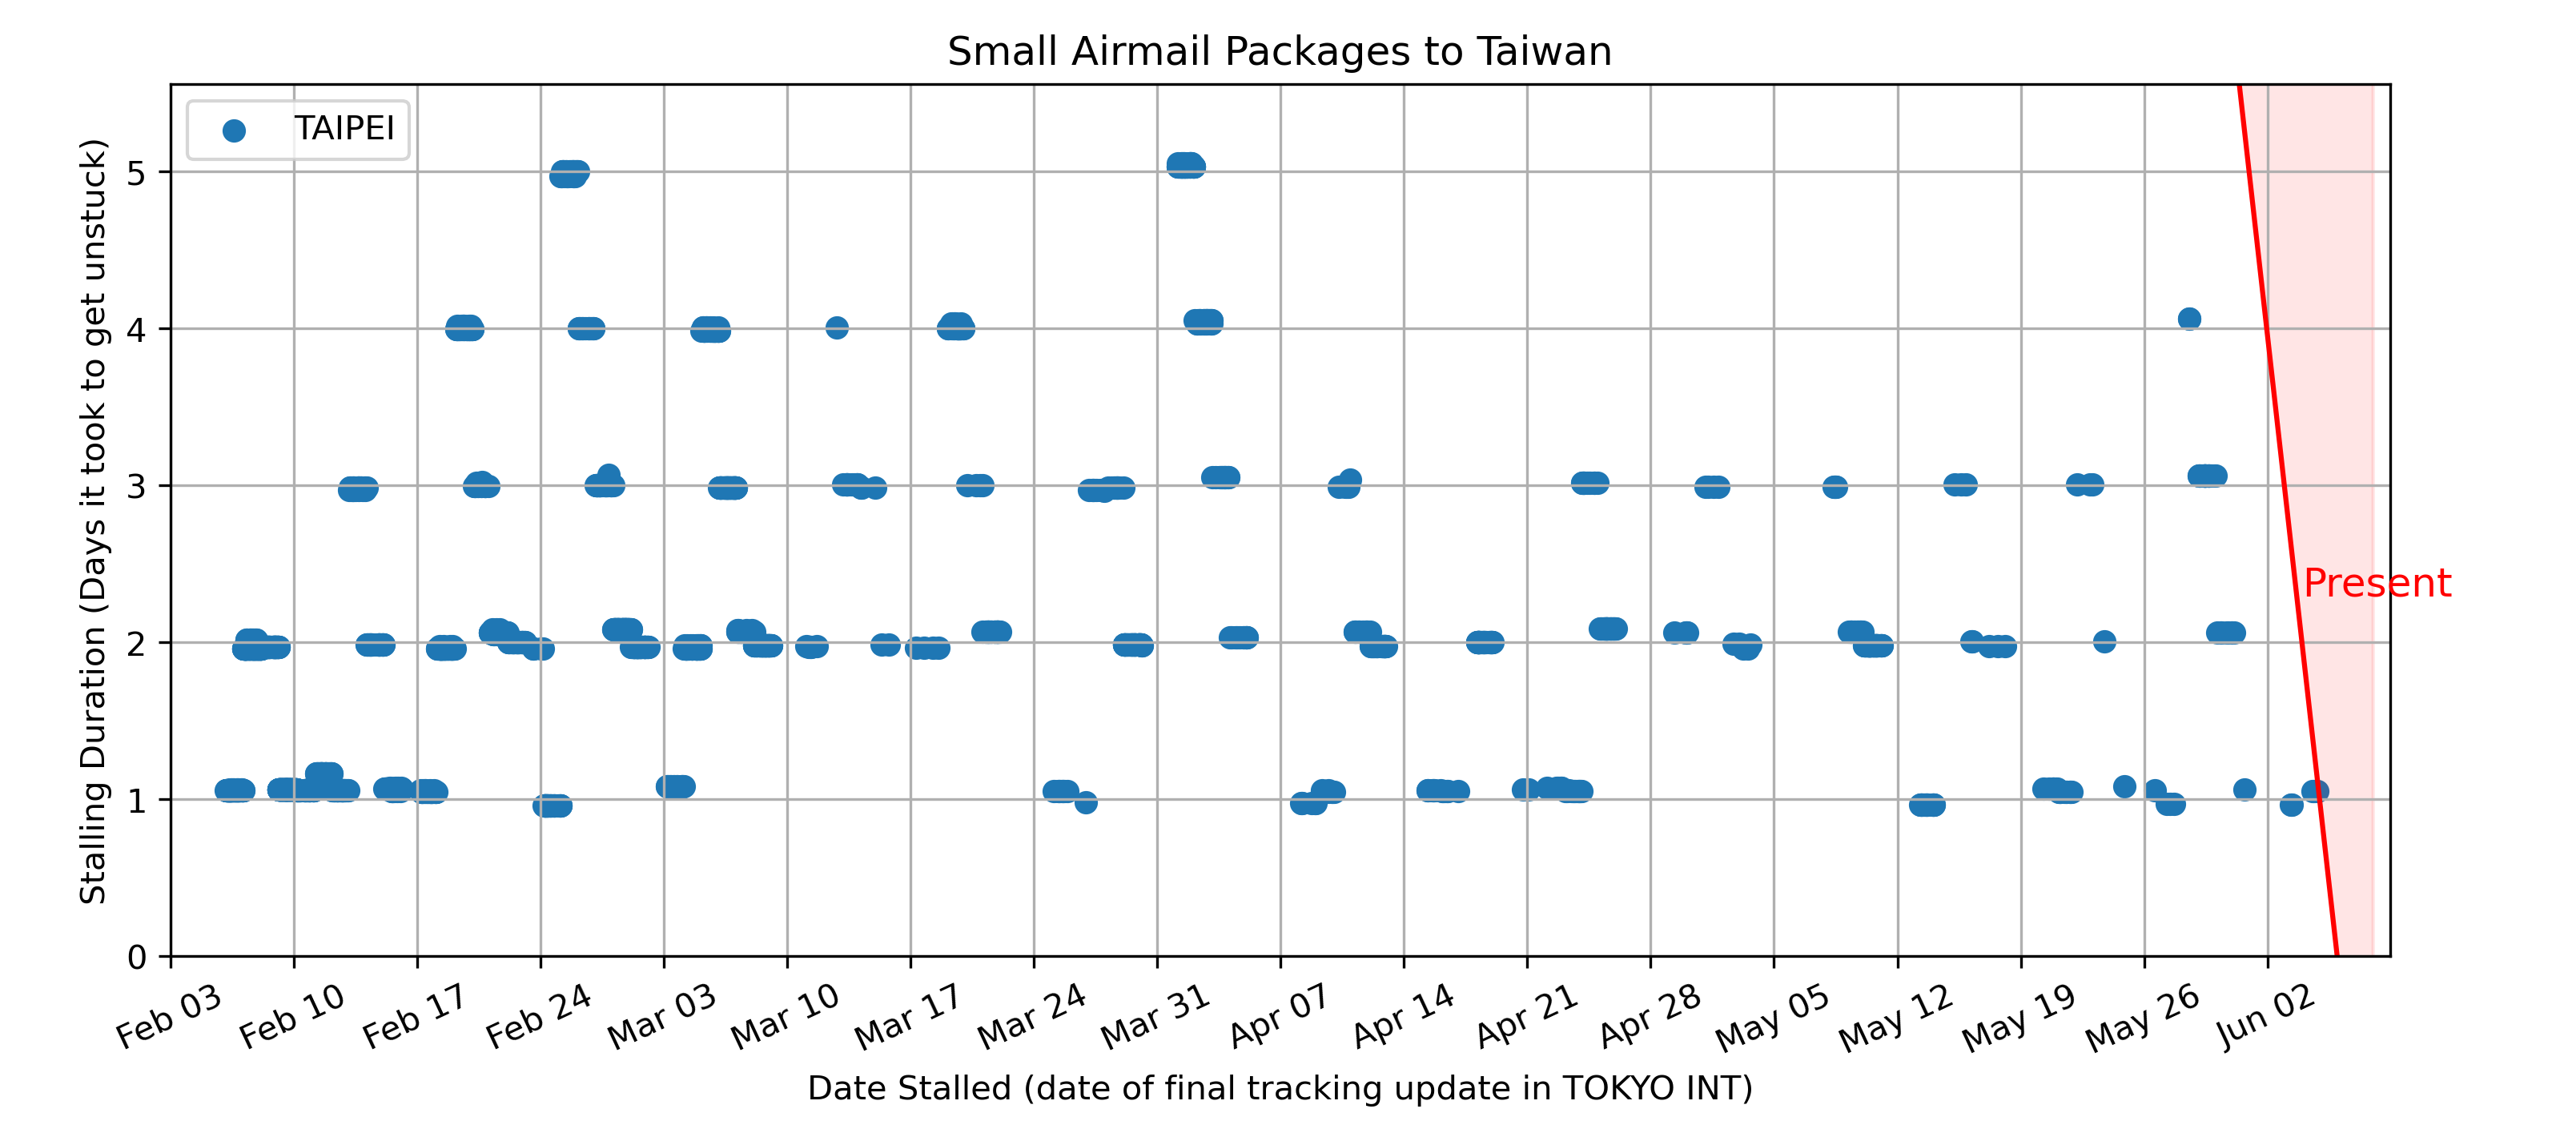 Small Airmail Packages to Taiwan
TAIPEI
Stalling Duration (Days it took to get unstuck)
5
4
3
2
1
0
Present
Feb 03
Feb 10
Feb 17
Feb 24
Mar 03
Mar 10
Mar 17
Mar 24
Mar 31
Apr 07
Apr 14
Apr 21
Apr 28
May 05
May 12
May 19
May 26
Jun 02
Date Stalled (date of final tracking update in TOKYO INT)